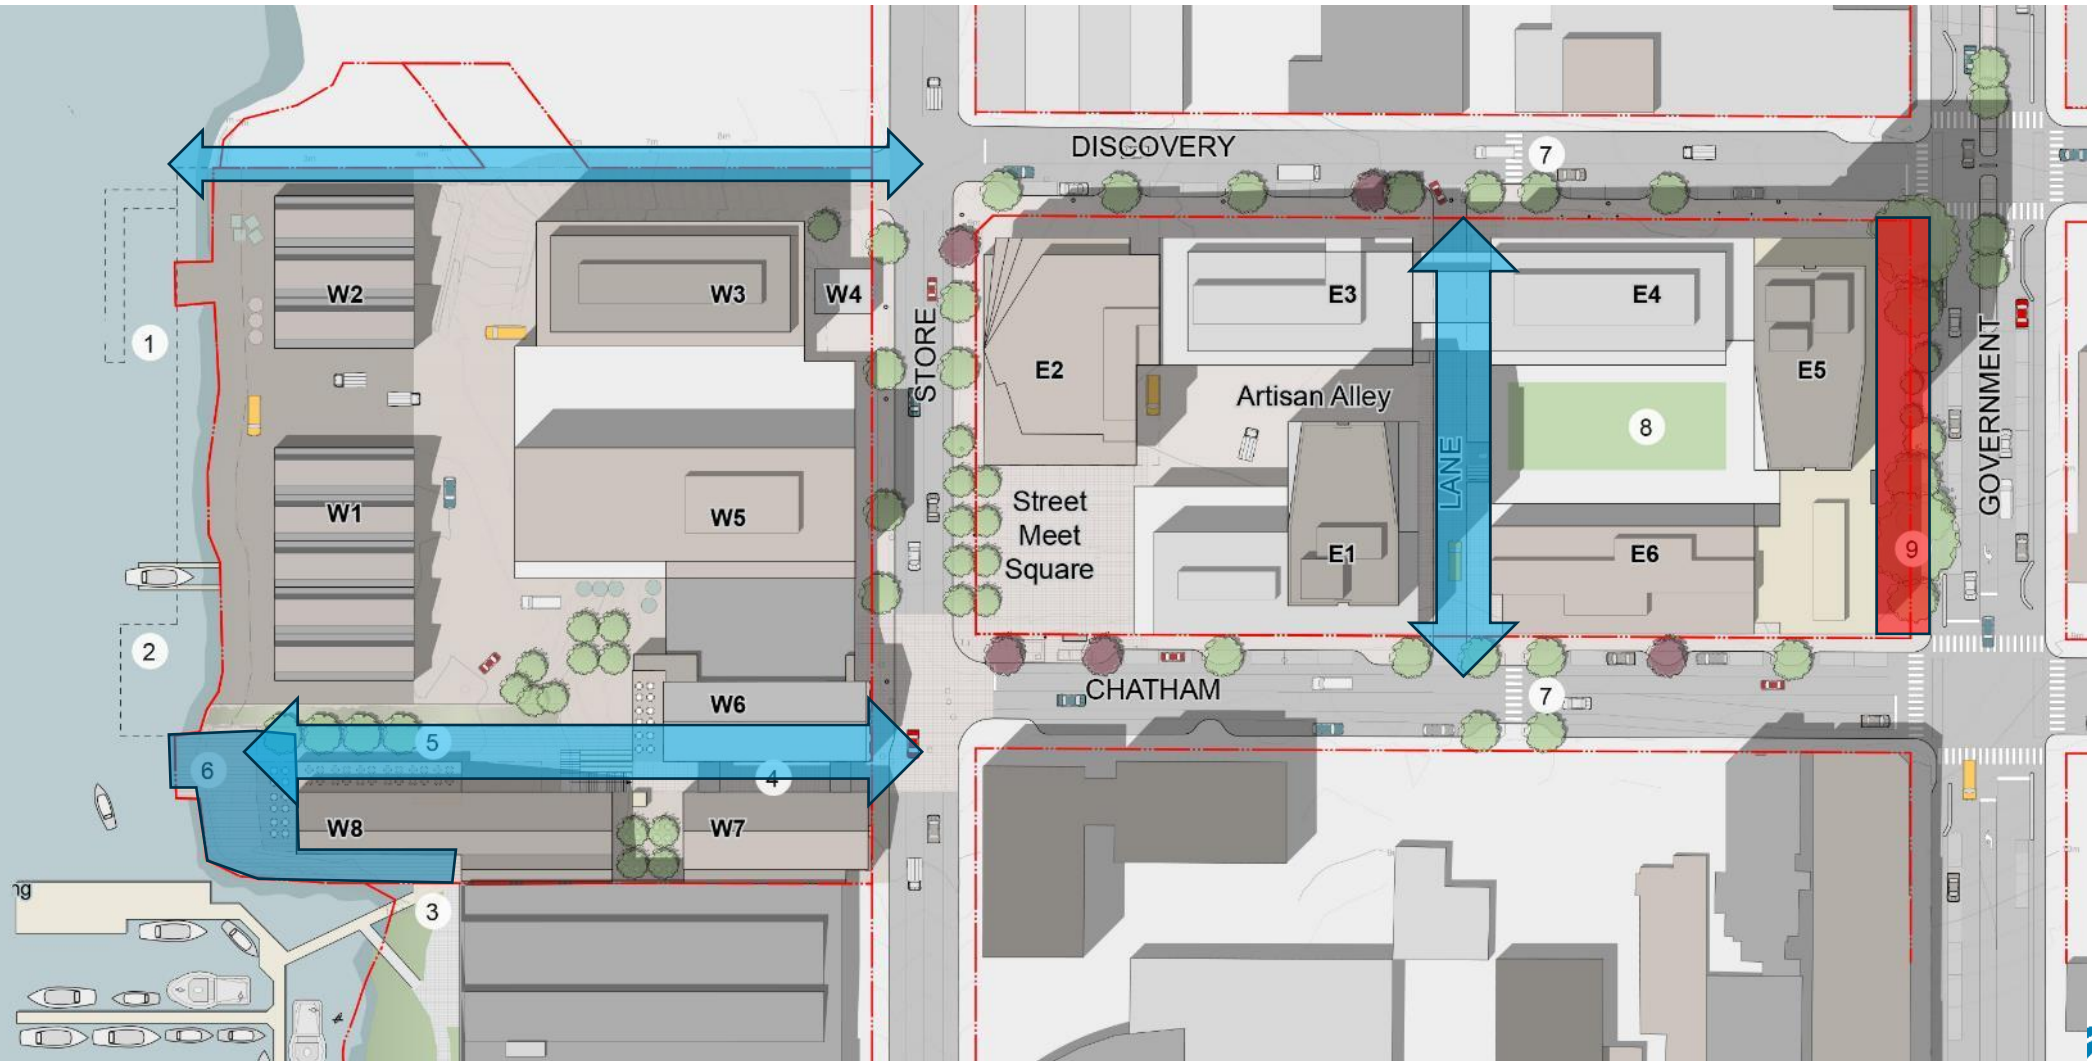 DISCOVERY
7
W2
W3
W4
E3
E4
1
STORE
E2
E5
Artisan Alley
GOVERNMENT
8
LANE
W1
W5
Street
Meet
Square
E1
E6
9
2
CHATHAM
7
W6
5
6
4
W8
W7
3
ng